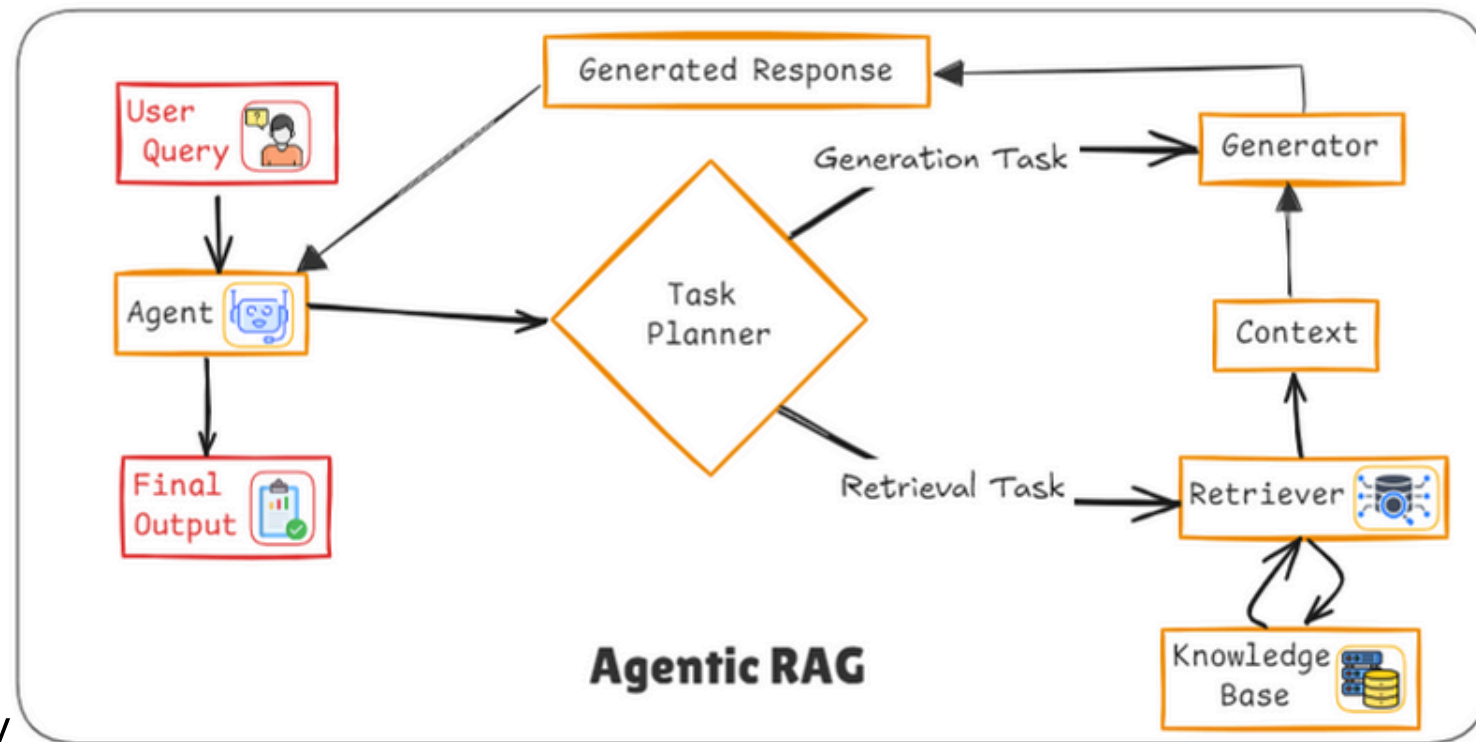 Generated Response
User
Query
Generator
Generation Task
Agent
Task
Planner
Context
Final
Output
Retrieval Task
Retriever
Agentic RAG
Knowledge
Base
y